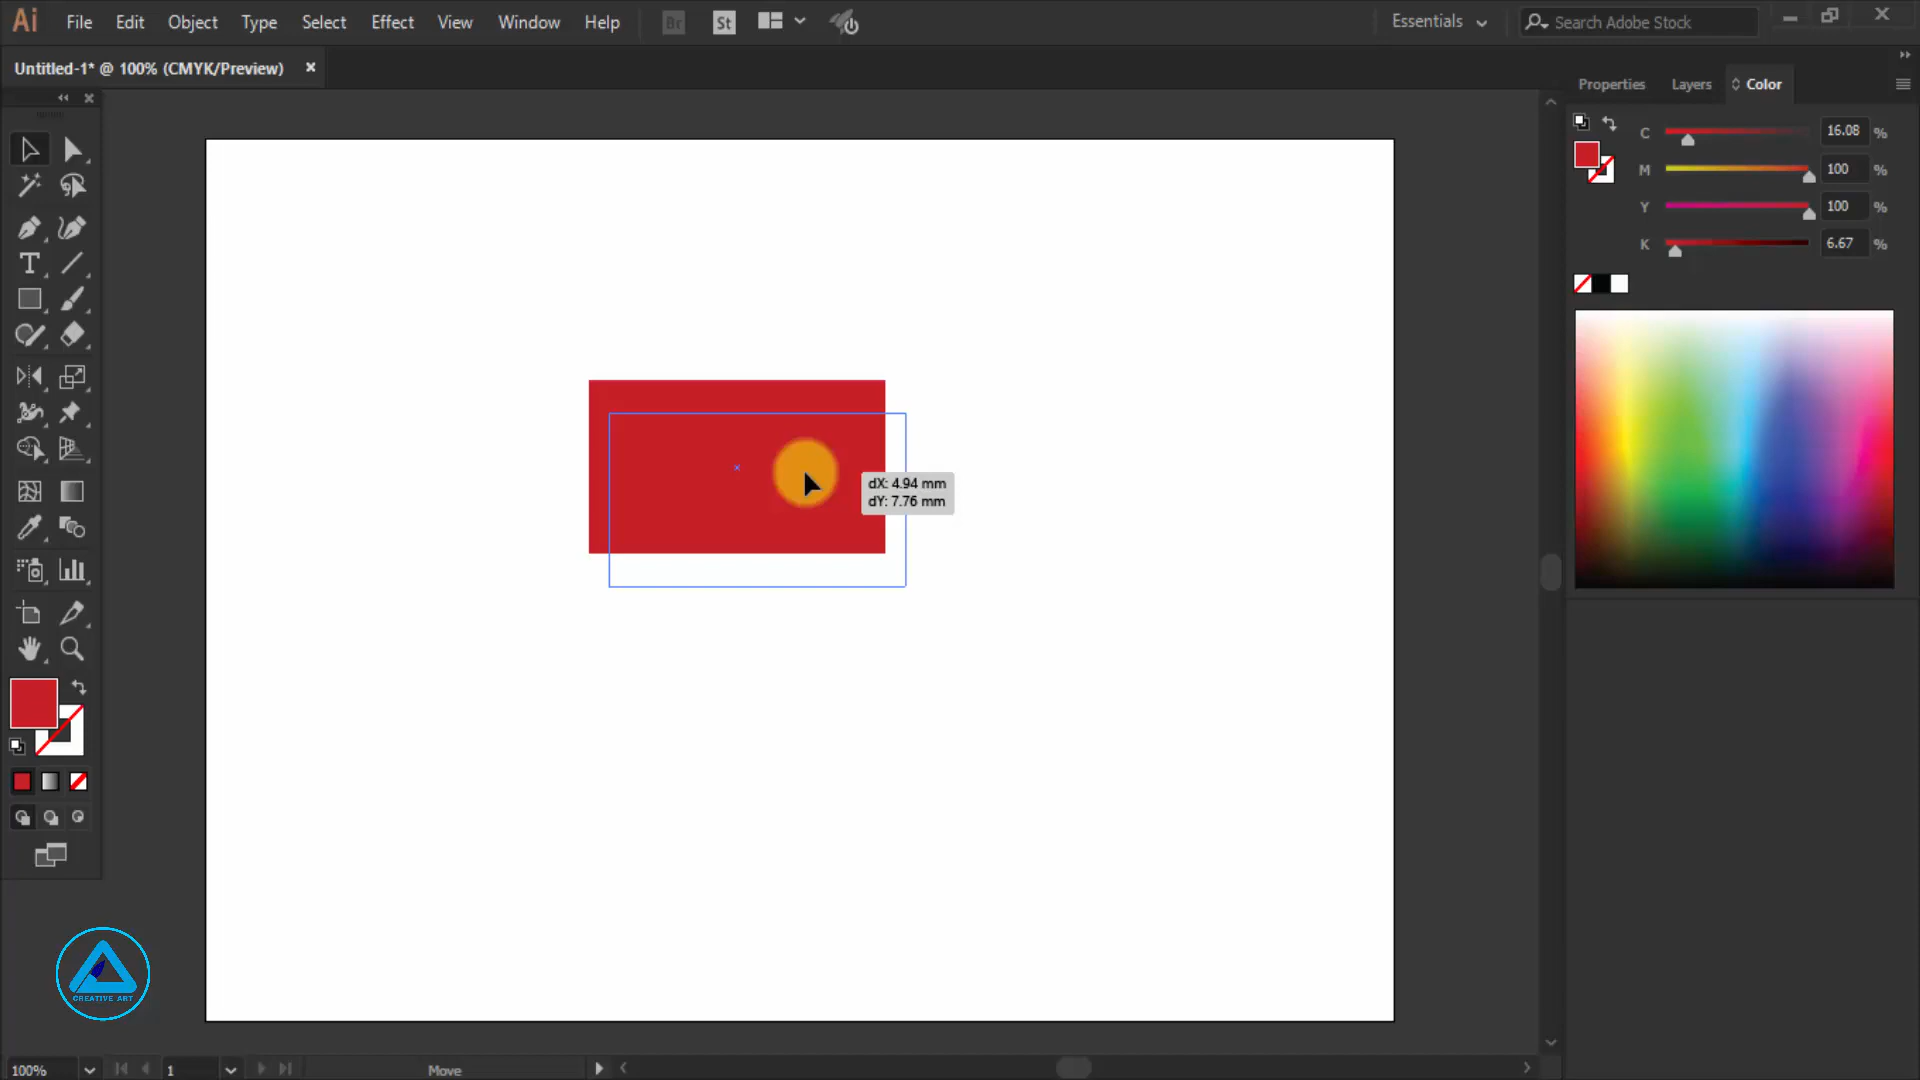 Ai File Edit Object Type Select Effect View Window Help Br St Essentials Search Adobe Stock
Untitled-1* @ 100% (CMYK/Preview)
Properties Layers Color
C 16.08 %
M 100 %
Y 100 %
K 6.67 %
T
dX: 4.94 mm
dY: 7.76 mm
CREATIVE ART
100% 1 Move